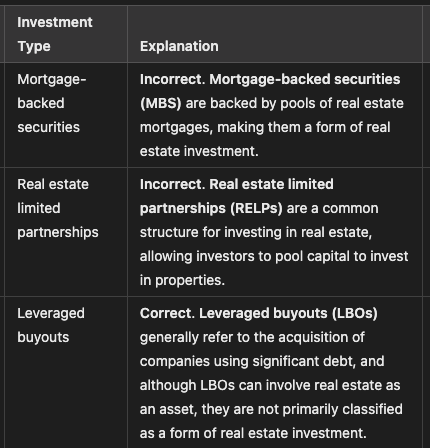 Investment
Type
Explanation
Mortgage-
backed
securities
Incorrect. Mortgage-backed securities
(MBS) are backed by pools of real estate
mortgages, making them a form of real
estate investment.
Real estate
limited
partnerships
Incorrect. Real estate limited
partnerships (RELPs) are a common
structure for investing in real estate,
allowing investors to pool capital to invest
in properties.
Leveraged
buyouts
Correct. Leveraged buyouts (LBOs)
generally refer to the acquisition of
companies using significant debt, and
although LBOs can involve real estate as
an asset, they are not primarily classified
as a form of real estate investment.